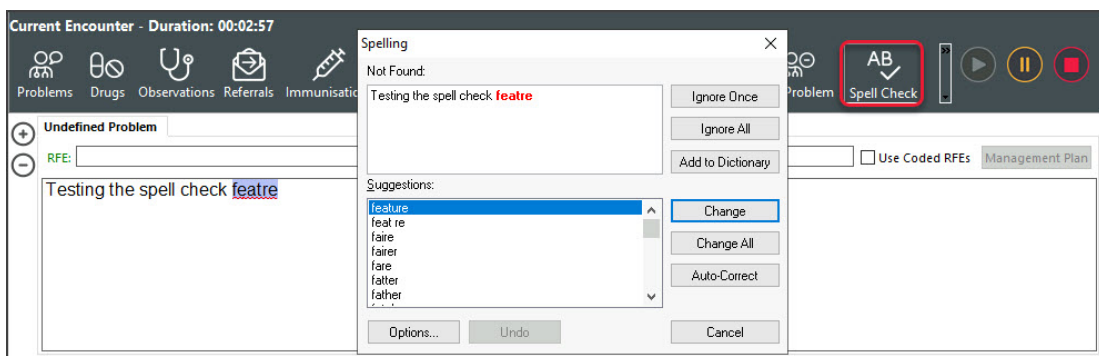 Current Encounter - Duration: 00:02:57
Problems Drugs Observations Referrals Immunisatic
Problem
AB
Spell Check
»
Undefined Problem
RFE:
Use Coded RFEs
Management Plan
Testing the spell check featre
Spelling
Not Found:
Testing the spell check featre
Ignore Once
Ignore All
Add to Dictionary
Suggestions:
feature
feat re
faire
fairer
fare
fatter
father
Change
Change All
Auto-Correct
Options...
Undo
Cancel